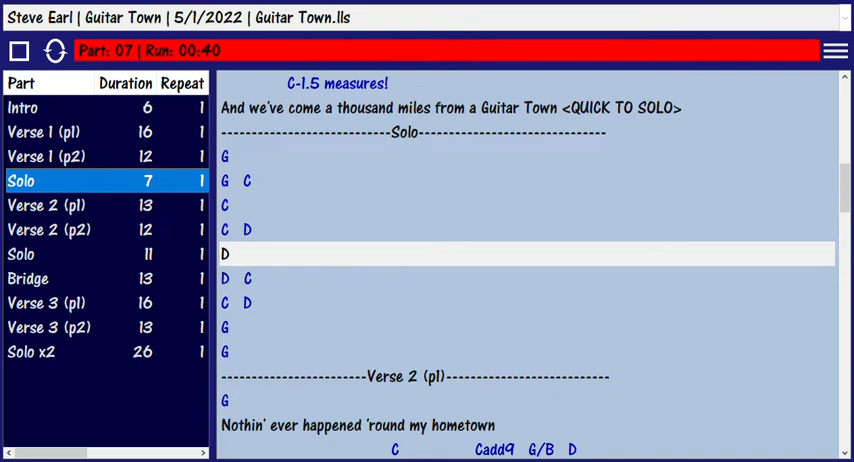 Steve Earl | Guitar Town | 5/1/2022 | Guitar Town.lls
Part: 07 | Run: 00:40
Part Duration Repeat
Intro 6 1
Verse 1 (p1) 16 1
Verse 1 (p2) 12 1
Solo 7 1
Verse 2 (p1) 13 1
Verse 2 (p2) 12 1
Solo 11 1
Bridge 13 1
Verse 3 (p1) 16 1
Verse 3 (p2) 13 1
Solo x2 26 1
C-1.5 measures!
And we've come a thousand miles from a Guitar Town <QUICK TO SOLO>
----------------------------Solo-------------------------------
G
G C
C
C D
D
D C
C D
G
G
------------------------Verse 2 (p1)---------------------------
G
Nothin' ever happened 'round my hometown
C Cadd9 G/B D